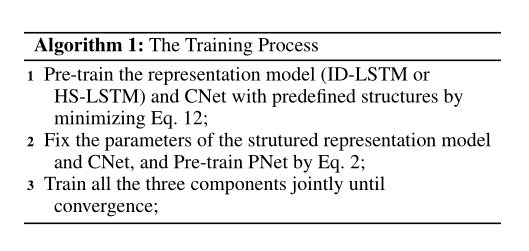 Algorithm 1: The Training Process
1 Pre-train the representation model (ID-LSTM or
HS-LSTM) and CNet with predefined structures by
minimizing Eq. 12;
2 Fix the parameters of the strutured representation model
and CNet, and Pre-train PNet by Eq. 2;
3 Train all the three components jointly until
convergence;